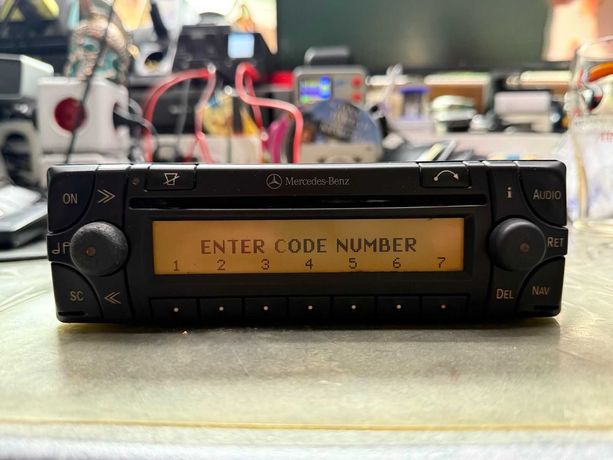 Mercedes-Benz
ON
i
AUDIO
ENTER CODE NUMBER
RET
1 2 3 4 5 6 7
SC
DEL
NAV